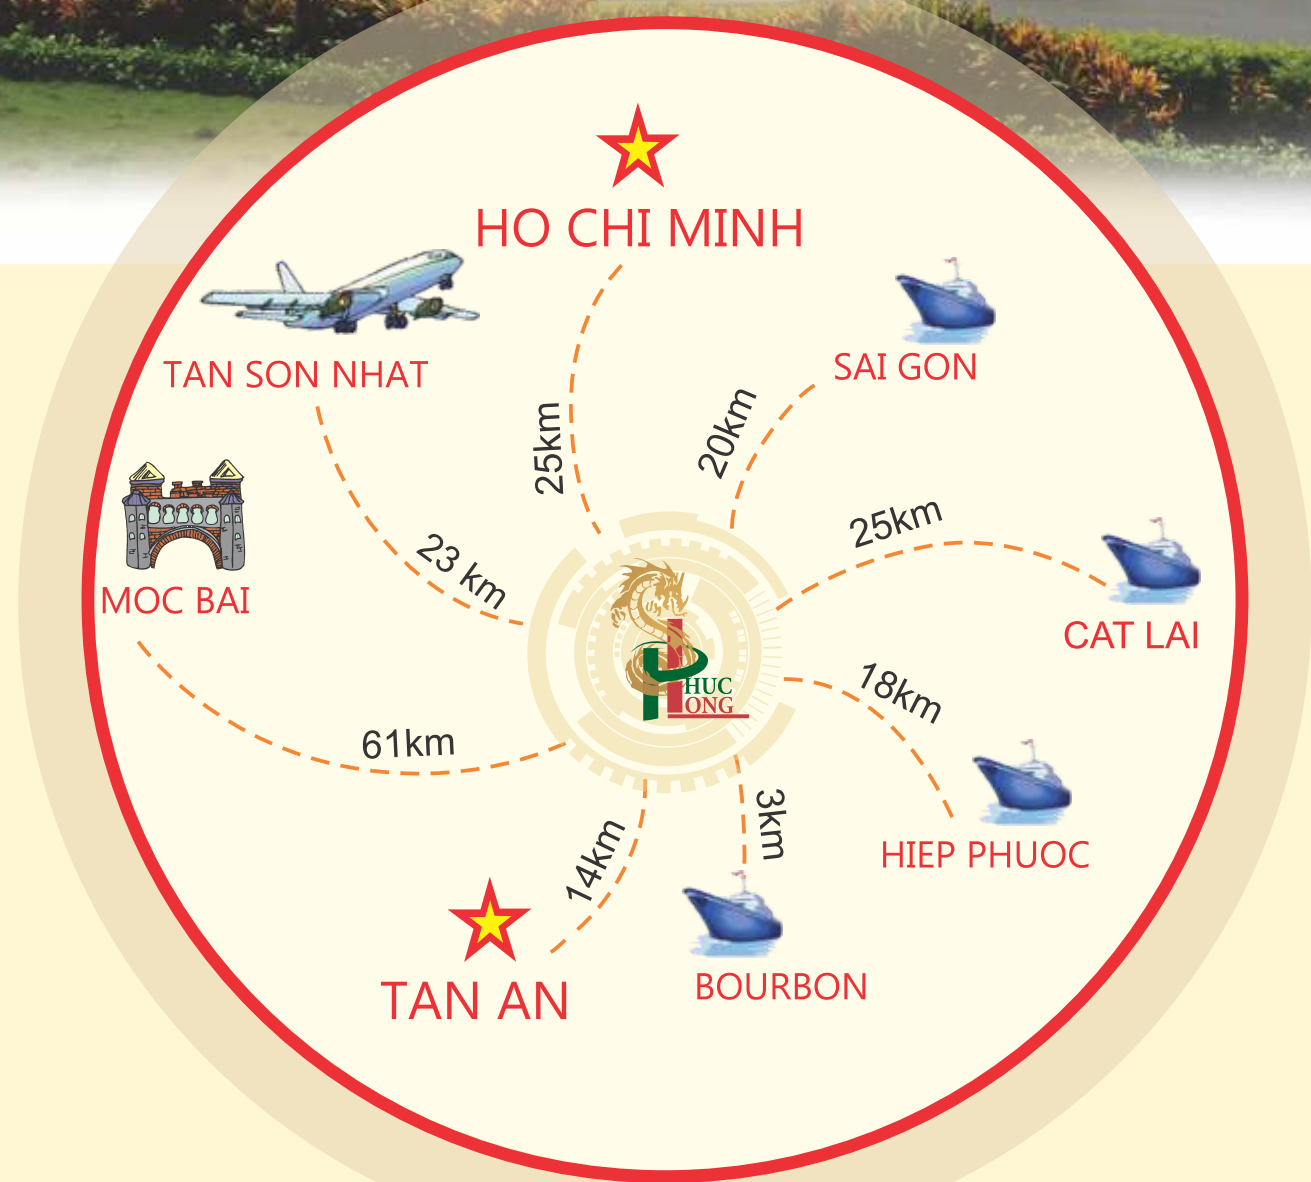 HO CHI MINH
TAN SON NHAT
SAI GON
25km
20km
25km
23 km
MOC BAI
CAT LAI
HUC
LONG
18km
61km
3km
14km
HIEP PHUOC
TAN AN
BOURBON